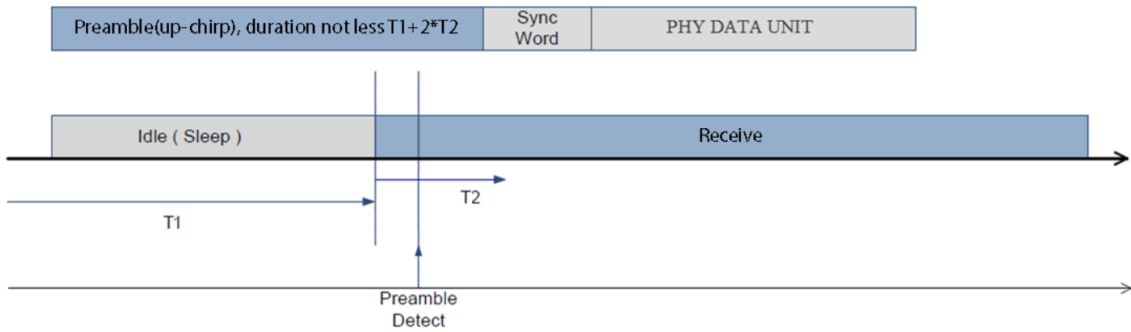 Preamble(up-chirp), duration not less T1+2*T2
Sync
Word
PHY DATA UNIT
Idle ( Sleep )
Receive
T2
T1
Preamble
Detect